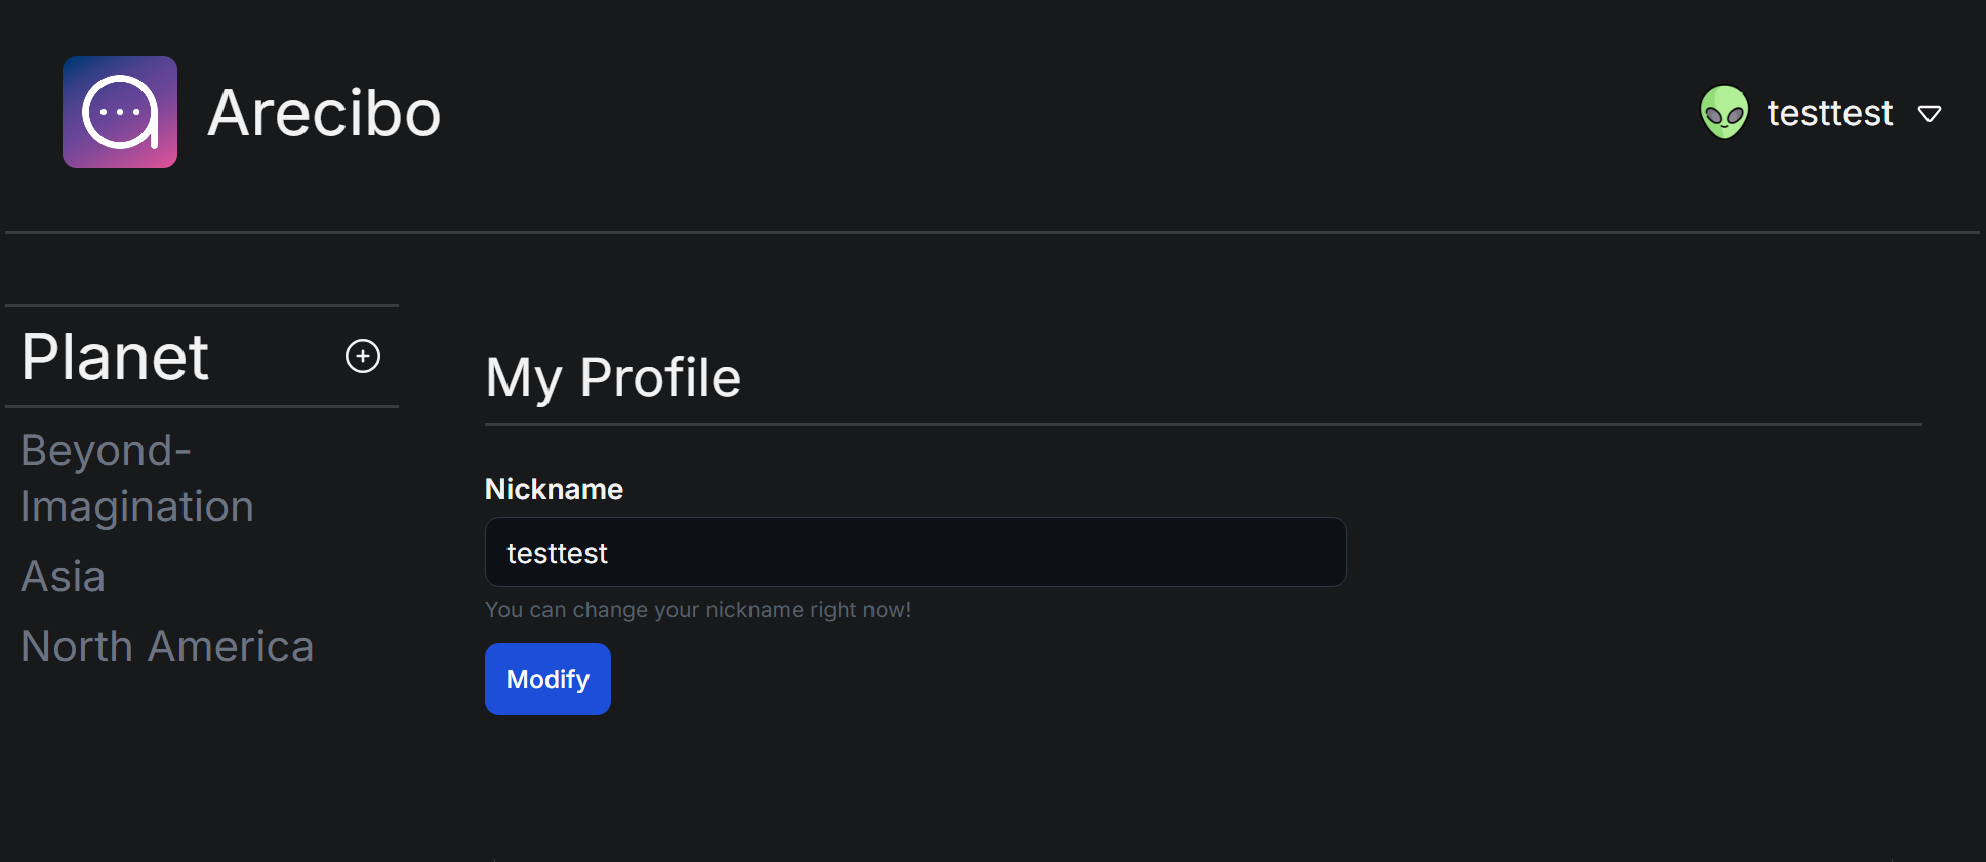 Arecibo
testtest
Planet
My Profile
Beyond-
Imagination
Asia
North America
Nickname
testtest
You can change your nickname right now!
Modify